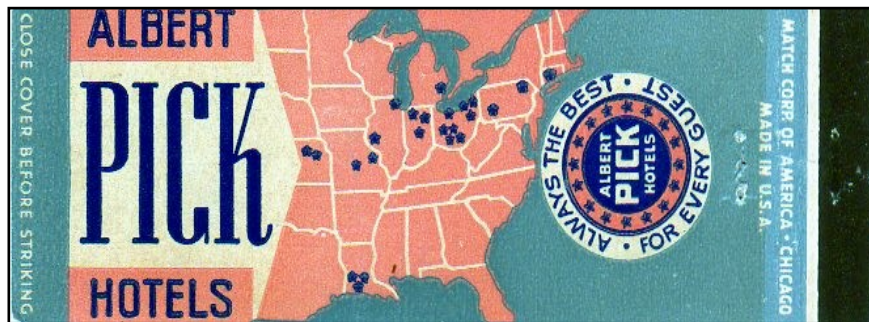 CLOSE COVER BEFORE STRIKING
ALBERT
PICK
HOTELS
ALWAYS THE BEST • FOR EVERY GUEST •
ALBERT
PICK
HOTELS
MATCH CORP. OF AMERICA • CHICAGO
MADE IN U.S.A.